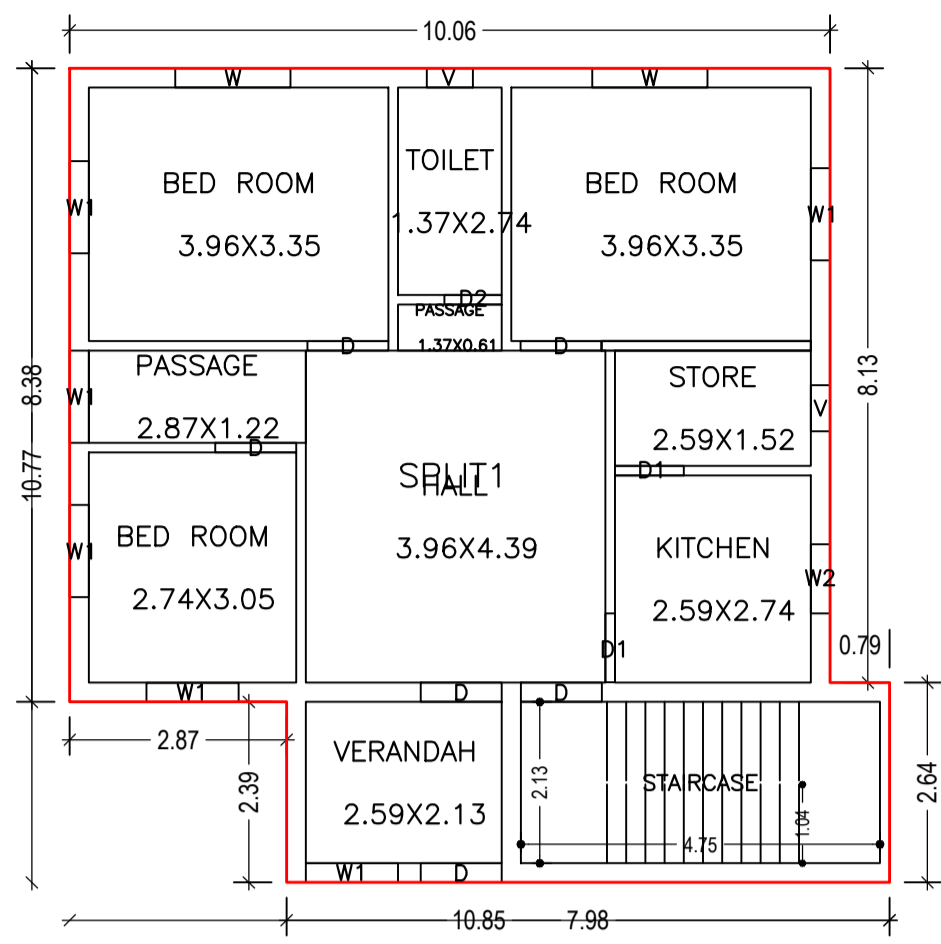 10.06
W
V
W
TOILET
BED ROOM
BED ROOM
W1
W1
1.37X2.74
3.96X3.35
3.96X3.35
D2
PASSAGE
1.37X0.61
D
D
PASSAGE
STORE
8.38
8.13
W1
V
2.87X1.22
2.59X1.52
D
D1
SPLIT1
HALL
10.77
BED ROOM
KITCHEN
W1
3.96X4.39
W2
2.74X3.05
2.59X2.74
D1
0.79
W1
D
D
2.87
VERANDAH
2.39
2.13
STAIRCASE
2.64
2.59X2.13
1.04
4.75
W1
D
10.85
7.98